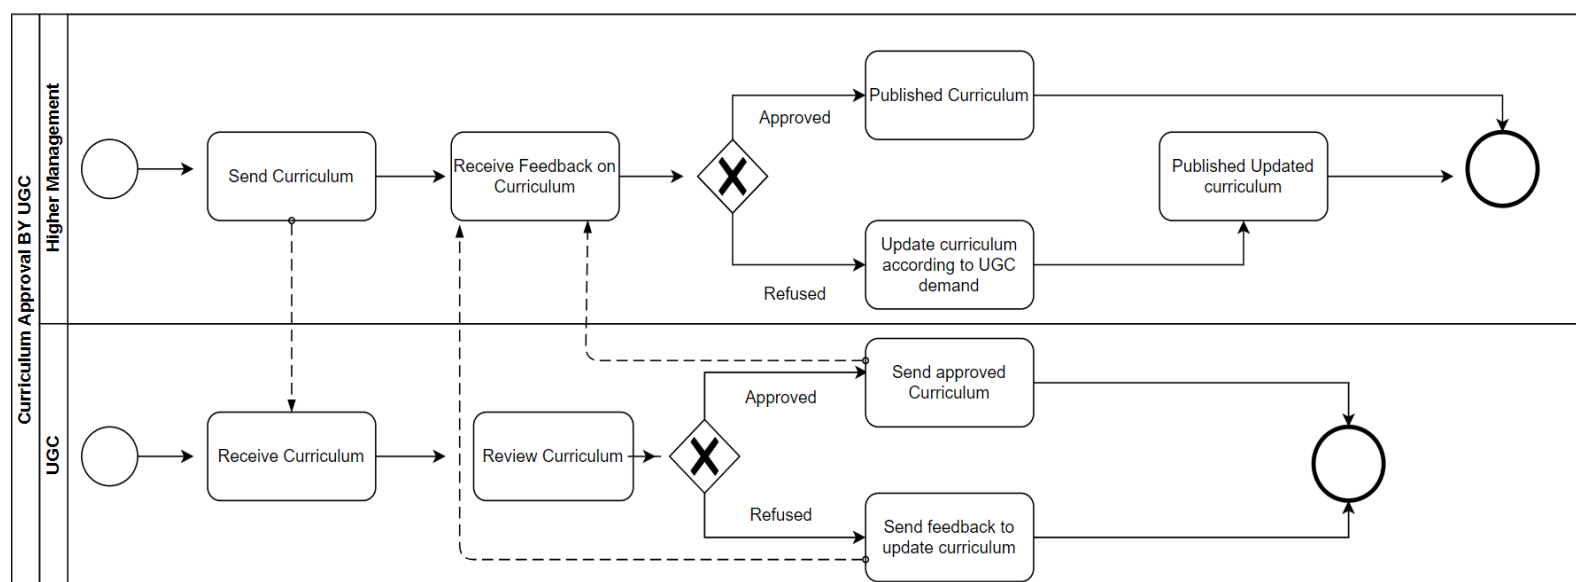 Curriculum Approval BY UGC
Higher Management
Send Curriculum
Receive Feedback on
Curriculum
Approved
Refused
Published Curriculum
Update curriculum
according to UGC
demand
Published Updated
curriculum
UGC
Receive Curriculum
Review Curriculum
Approved
Refused
Send approved
Curriculum
Send feedback to
update curriculum